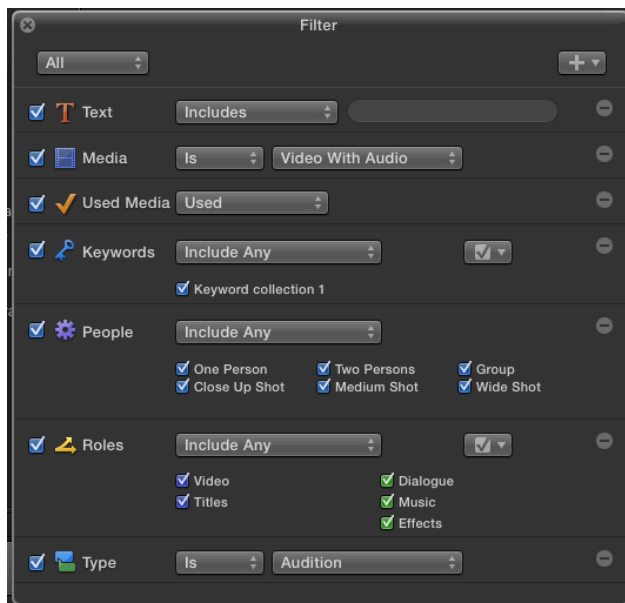 Filter
All
Text Includes
Media Is Video With Audio
Used Media Used
Keywords Include Any
Keyword collection 1
People Include Any
One Person Two Persons Group
Close Up Shot Medium Shot Wide Shot
Roles Include Any
Video Dialogue
Titles Music
Effects
Type Is Audition